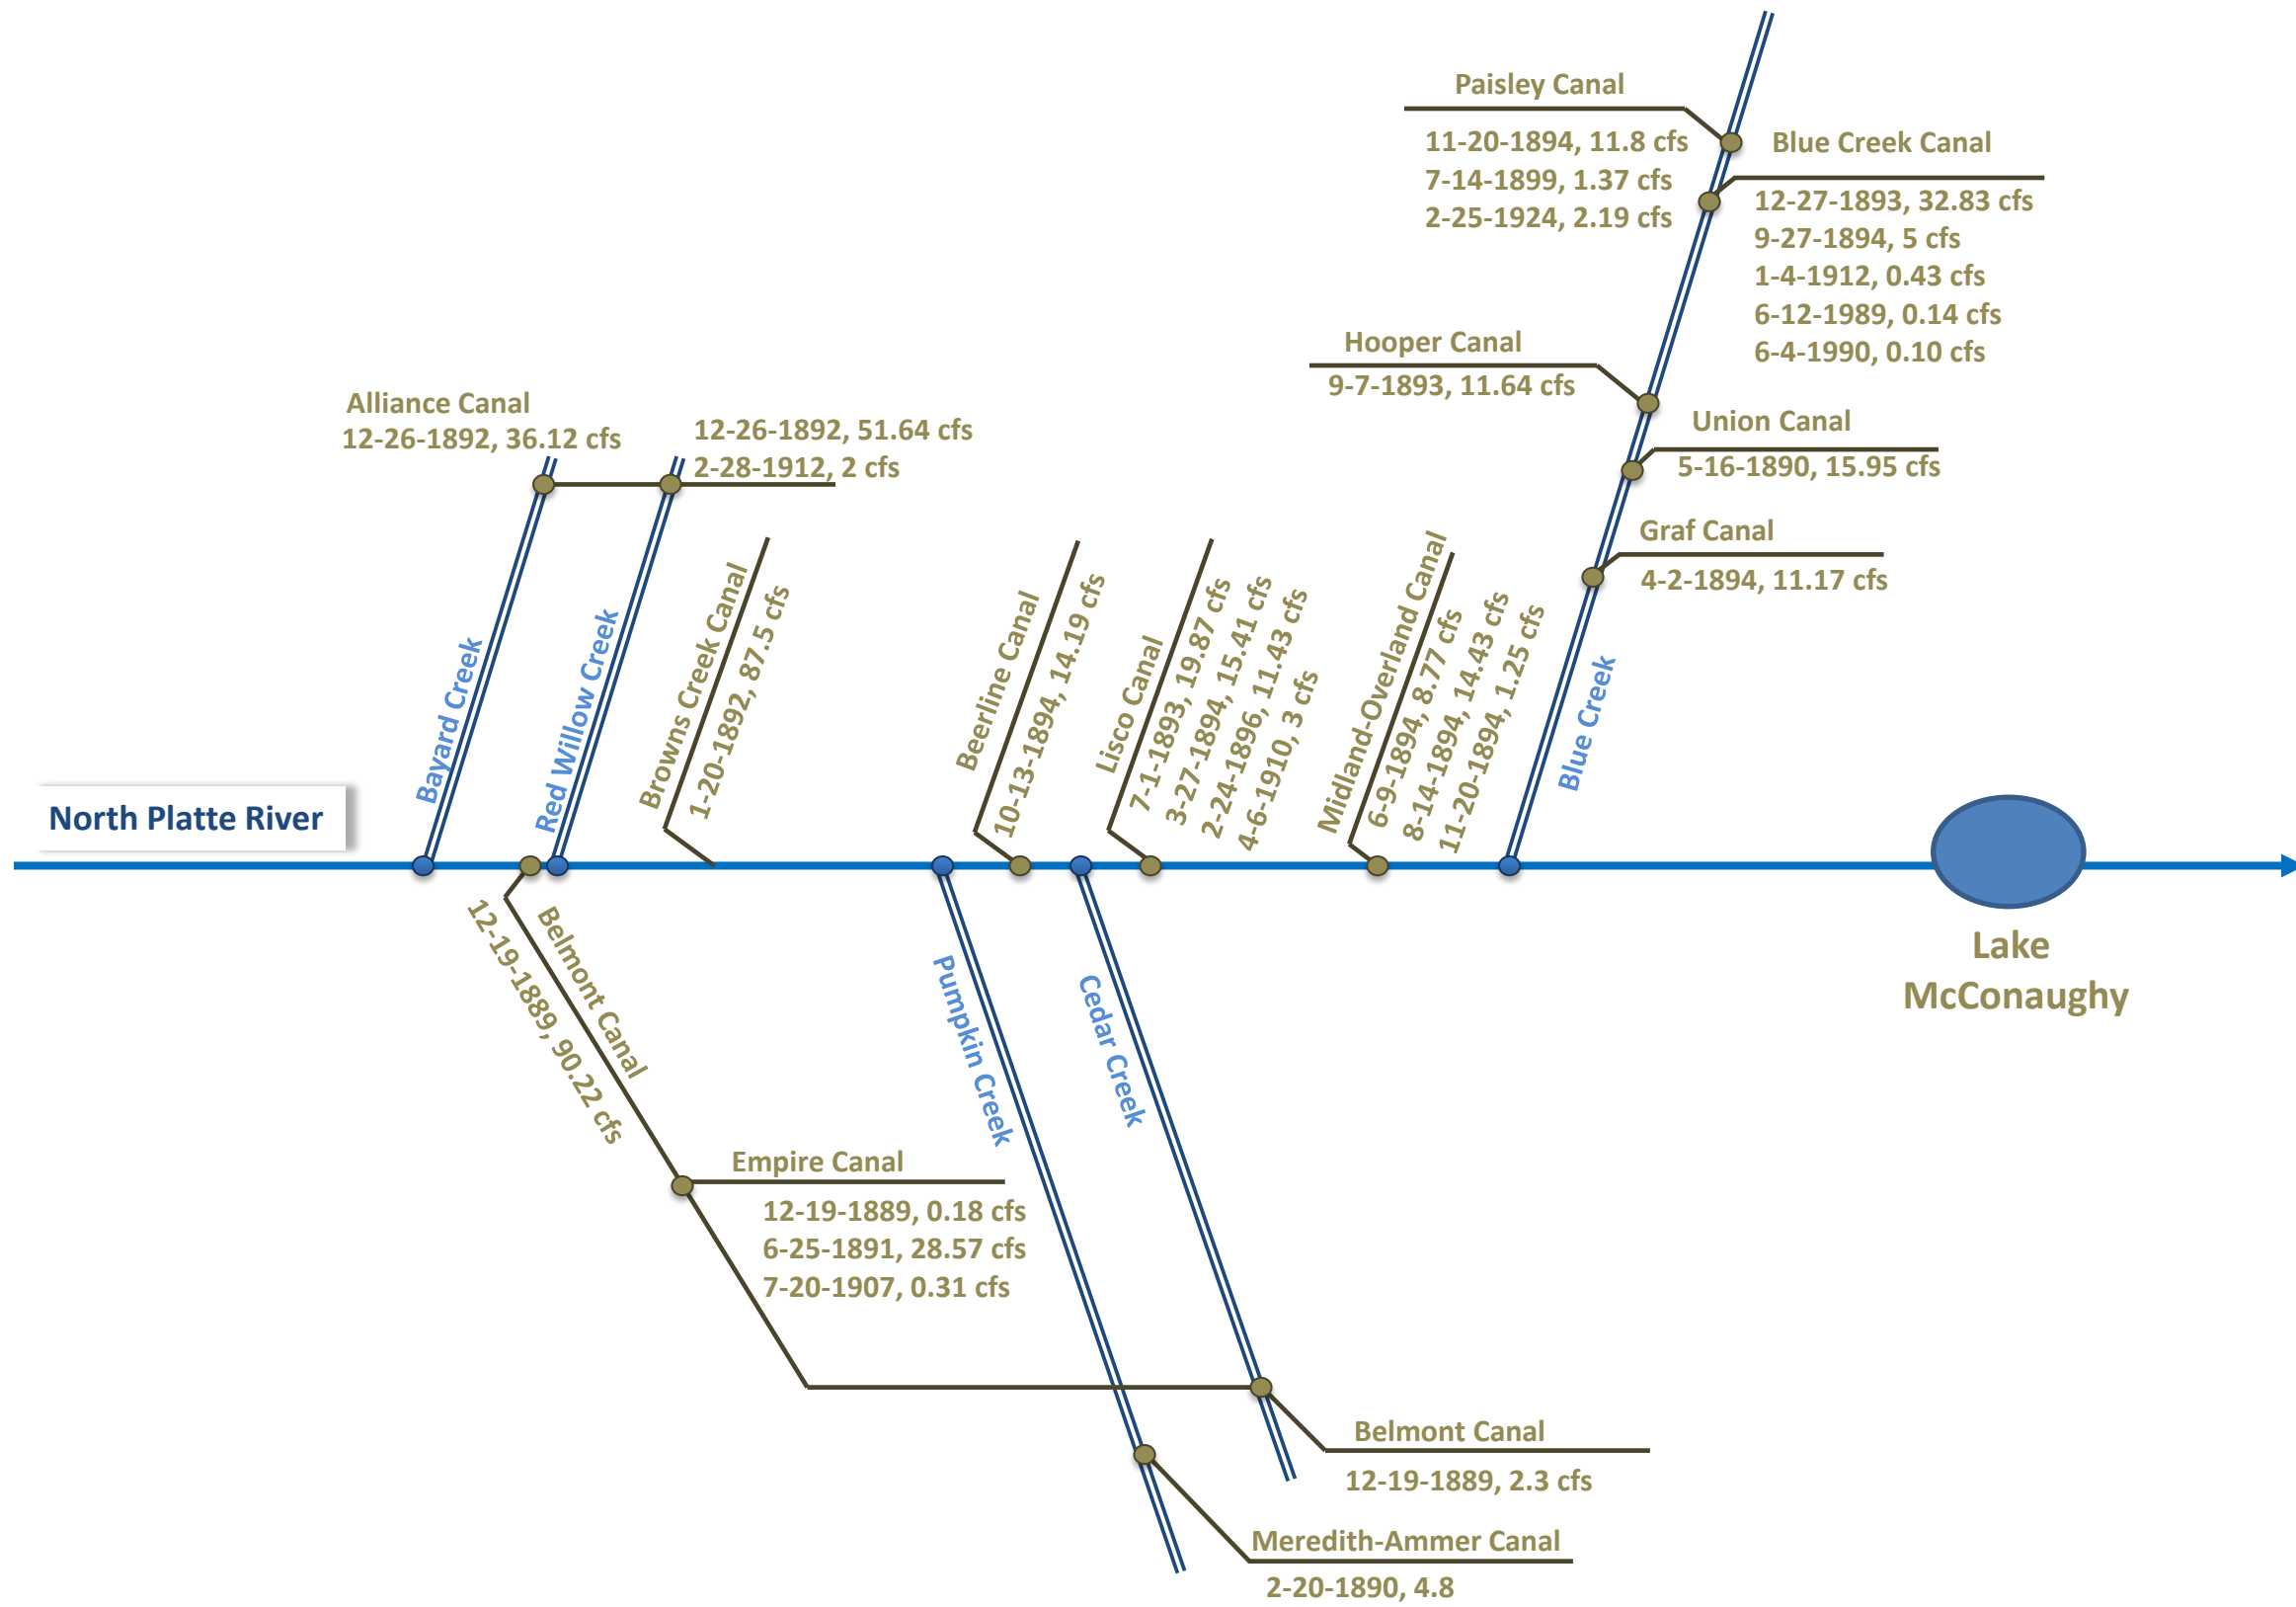 Paisley Canal
11-20-1894, 11.8 cfs
7-14-1899, 1.37 cfs
2-25-1924, 2.19 cfs
Blue Creek Canal
12-27-1893, 32.83 cfs
9-27-1894, 5 cfs
1-4-1912, 0.43 cfs
6-12-1989, 0.14 cfs
6-4-1990, 0.10 cfs
Hooper Canal
9-7-1893, 11.64 cfs
Union Canal
5-16-1890, 15.95 cfs
Graf Canal
4-2-1894, 11.17 cfs
Alliance Canal
12-26-1892, 36.12 cfs
12-26-1892, 51.64 cfs
2-28-1912, 2 cfs
Bayard Creek
Red Willow Creek
Browns Creek Canal
1-20-1892, 87.5 cfs
Beerline Canal
10-13-1894, 14.19 cfs
Lisco Canal
7-1-1893, 19.87 cfs
3-27-1894, 15.41 cfs
2-24-1896, 11.43 cfs
4-6-1910, 3 cfs
Midland-Overland Canal
6-9-1894, 8.77 cfs
8-14-1894, 14.43 cfs
11-20-1894, 1.25 cfs
Blue Creek
North Platte River
Lake
McConaughy
Belmont Canal
12-19-1889, 90.22 cfs
Pumpkin Creek
Cedar Creek
Empire Canal
12-19-1889, 0.18 cfs
6-25-1891, 28.57 cfs
7-20-1907, 0.31 cfs
Belmont Canal
12-19-1889, 2.3 cfs
Meredith-Ammer Canal
2-20-1890, 4.8